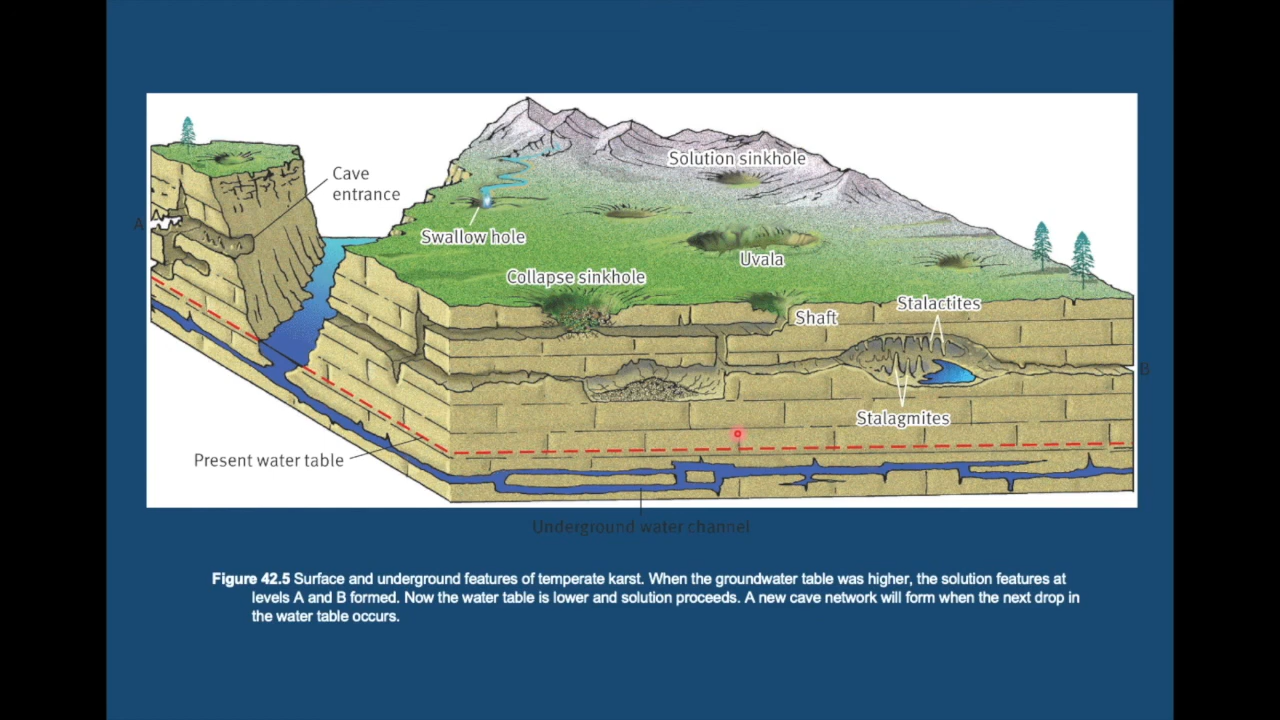 Solution sinkhole
Cave
entrance
A
Swallow hole
Uvala
Collapse sinkhole
Stalactites
Shaft
B
Stalagmites
Present water table
Underground water channel
Figure 42.5 Surface and underground features of temperate karst. When the groundwater table was higher, the solution features at
levels A and B formed. Now the water table is lower and solution proceeds. A new cave network will form when the next drop in
the water table occurs.